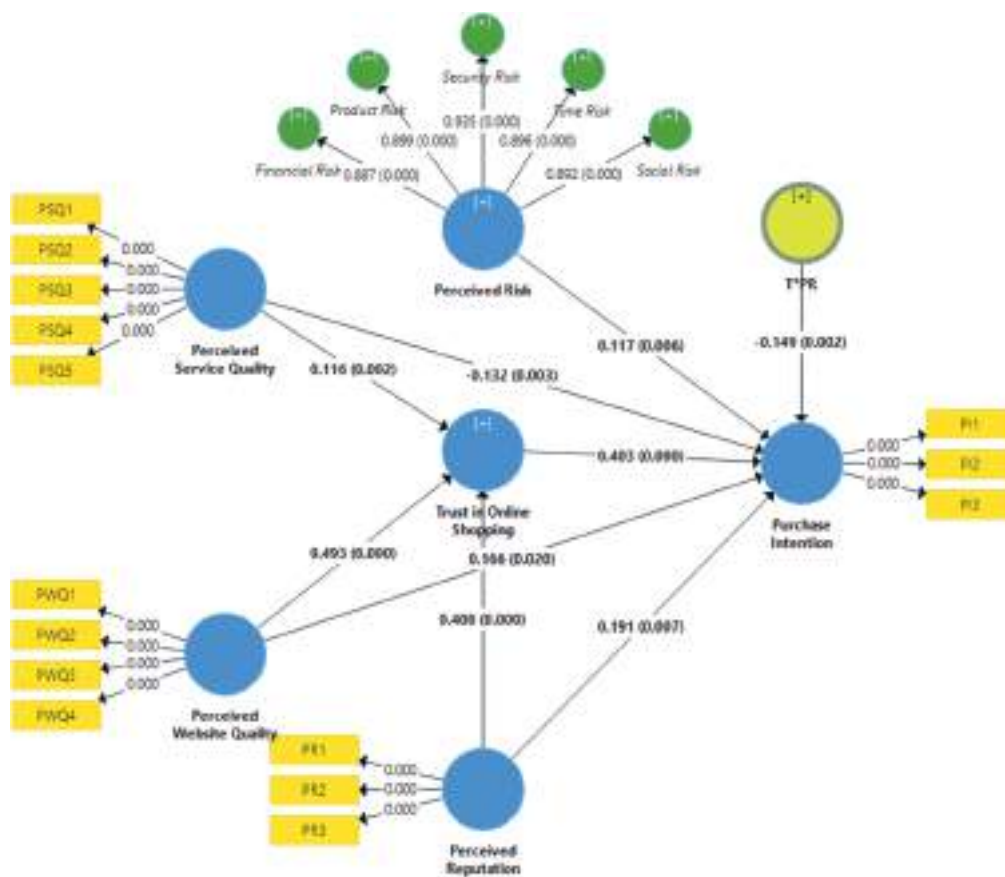 [+]
Security Risk
[+]
Product Risk
[+]
Time Risk
[+]
Financial Risk
[+]
Social Risk
0.887 (0.000)
0.899 (0.000)
0.935 (0.000)
0.896 (0.000)
0.892 (0.000)
[+]
Perceived Risk
[+]
T*PR
PSQ1
PSQ2
PSQ3
PSQ4
PSQ5
0.000
0.000
0.000
0.000
0.000
Perceived
Service Quality
0.116 (0.002)
-0.132 (0.003)
0.117 (0.006)
-0.149 (0.002)
[+]
Trust in Online
Shopping
0.403 (0.000)
Purchase
Intention
0.000
0.000
0.000
PI1
PI2
PI3
0.493 (0.000)
0.166 (0.020)
0.400 (0.000)
0.191 (0.007)
PWQ1
PWQ2
PWQ3
PWQ4
0.000
0.000
0.000
0.000
Perceived
Website Quality
PR1
PR2
PR3
0.000
0.000
0.000
Perceived
Reputation